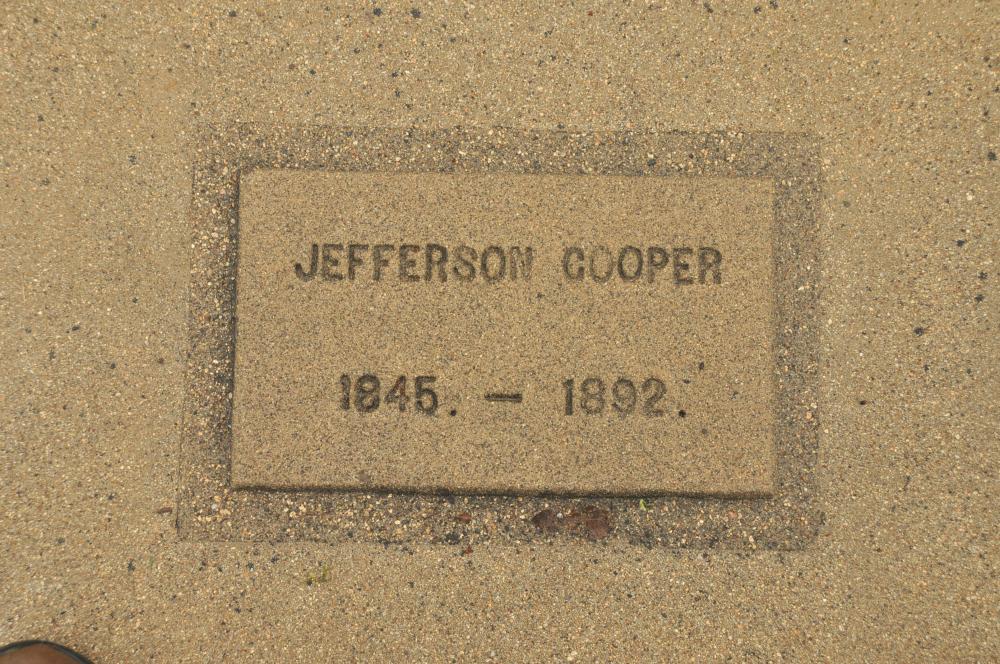 JEFFERSON COOPER
1845. – 1892.